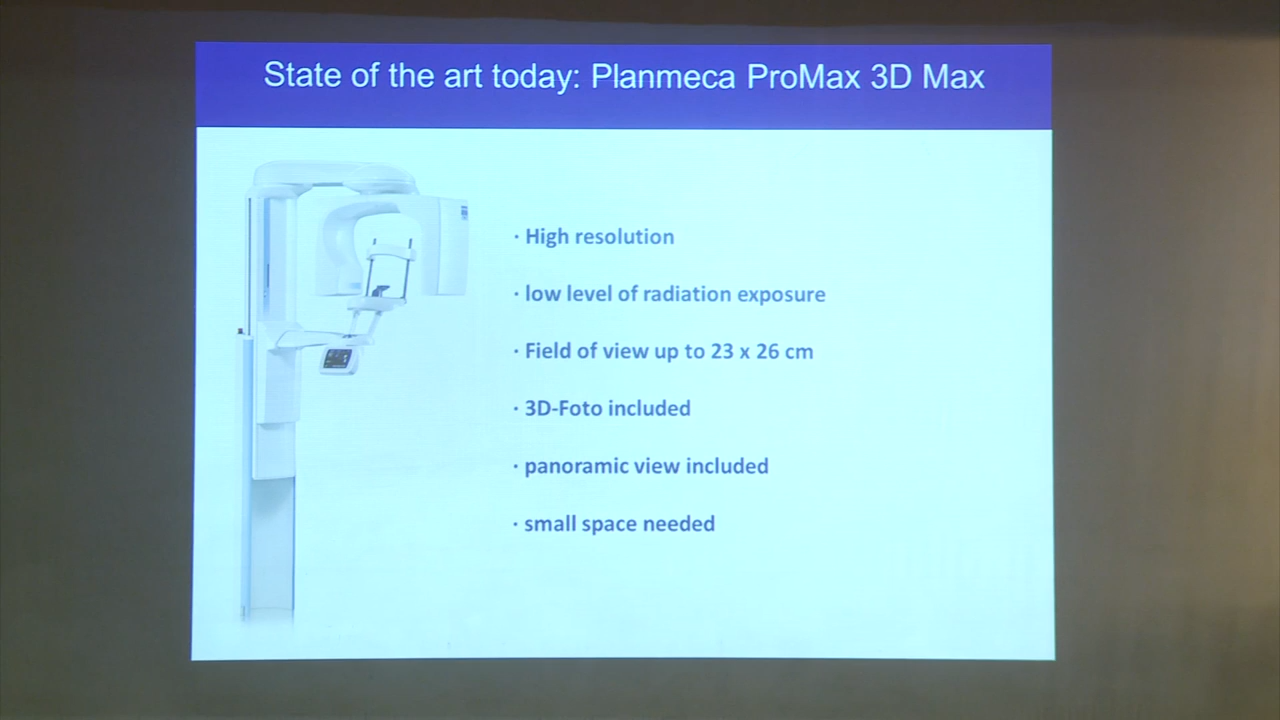 State of the art today: Planmeca ProMax 3D Max
· High resolution
· low level of radiation exposure
· Field of view up to 23 x 26 cm
· 3D-Foto included
· panoramic view included
· small space needed